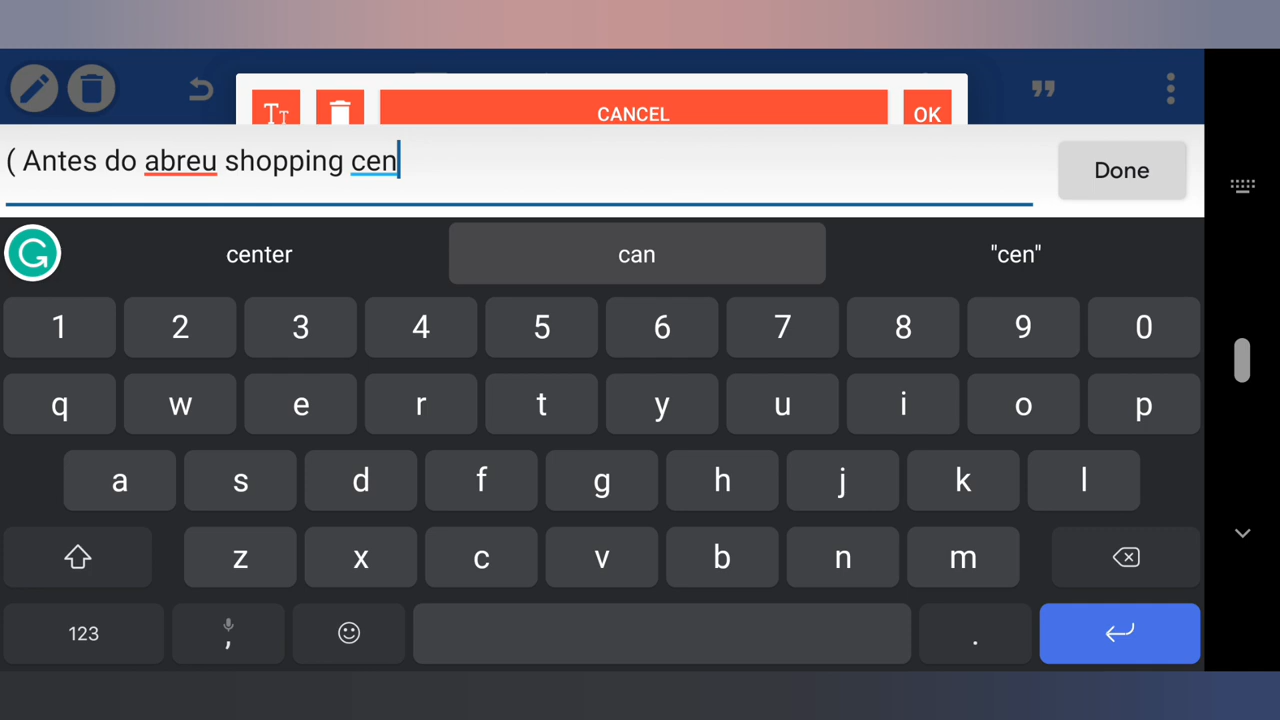 CANCEL
OK
( Antes do abreu shopping cen
Done
center can "cen"
1 2 3 4 5 6 7 8 9 0
q w e r t y u i o p
a s d f g h j k l
z x c v b n m
123 , .